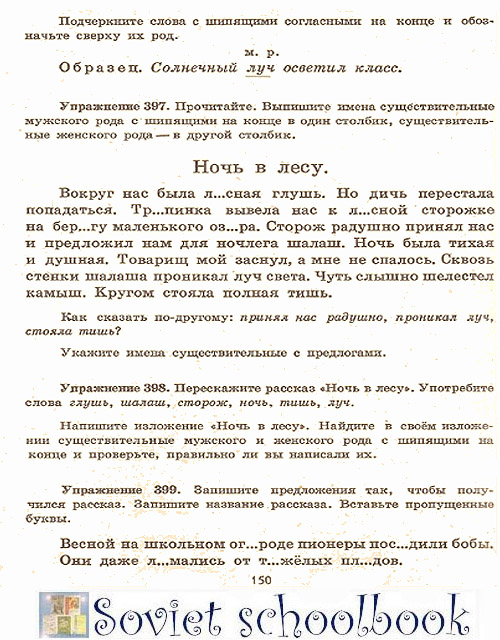 Подчеркните слова с шипящими согласными на конце и обоз-
начьте сверху их род.
м. р.
Образец. Солнечный луч осветил класс.
Упражнение 397. Прочитайте. Выпишите имена существительные
мужского рода с шипящими на конце в один столбик, существитель-
ные женского рода — в другой столбик.
Ночь в лесу.
Вокруг нас была л...сная глушь. Но дичь перестала
попадаться. Тр...пинка вывела нас к л...сной сторожке
на бер...гу маленького оз...ра. Сторож радушно принял нас
и предложил нам для ночлега шалаш. Ночь была тихая
и душная. Товарищ мой заснул, а мне не спалось. Сквозь
стенки шалаша проникал луч света. Чуть слышно шелестел
камыш. Кругом стояла полная тишь.
Как сказать по-другому: принял нас радушно, проникал луч,
стояла тишь?
Укажите имена существительные с предлогами.
Упражнение 398. Перескажите рассказ «Ночь в лесу». Употребите
слова глушь, шалаш, сторож, ночь, тишь, луч.
Напишите изложение «Ночь в лесу». Найдите в своём изложе-
нии существительные мужского и женского рода с шипящими на
конце и проверьте, правильно ли вы написали их.
Упражнение 399. Запишите предложения так, чтобы полу-
чился рассказ. Запишите название рассказа. Вставьте пропущенные
буквы.
Весной на школьном ог...роде пионеры пос...дили бобы.
Они даже л...мались от т...жёлых пл...дов.
150
Soviet schoolbook